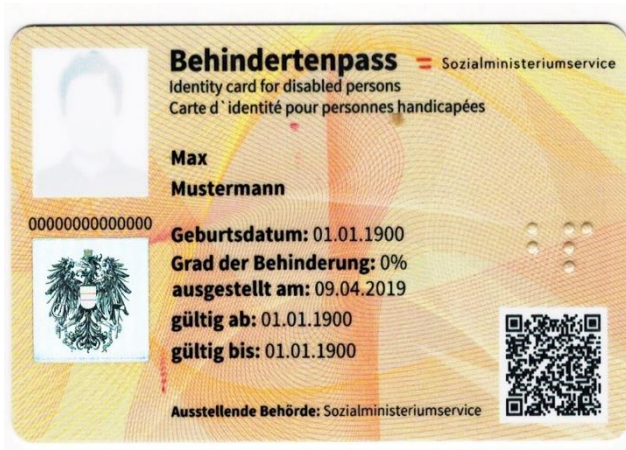 Behindertenpass
Sozialministeriumservice
Identity card for disabled persons
Carte d`identité pour personnes handicapées
Max
Mustermann
00000000000000
Geburtsdatum: 01.01.1900
Grad der Behinderung: 0%
ausgestellt am: 09.04.2019
gültig ab: 01.01.1900
gültig bis: 01.01.1900
Ausstellende Behörde: Sozialministeriumservice